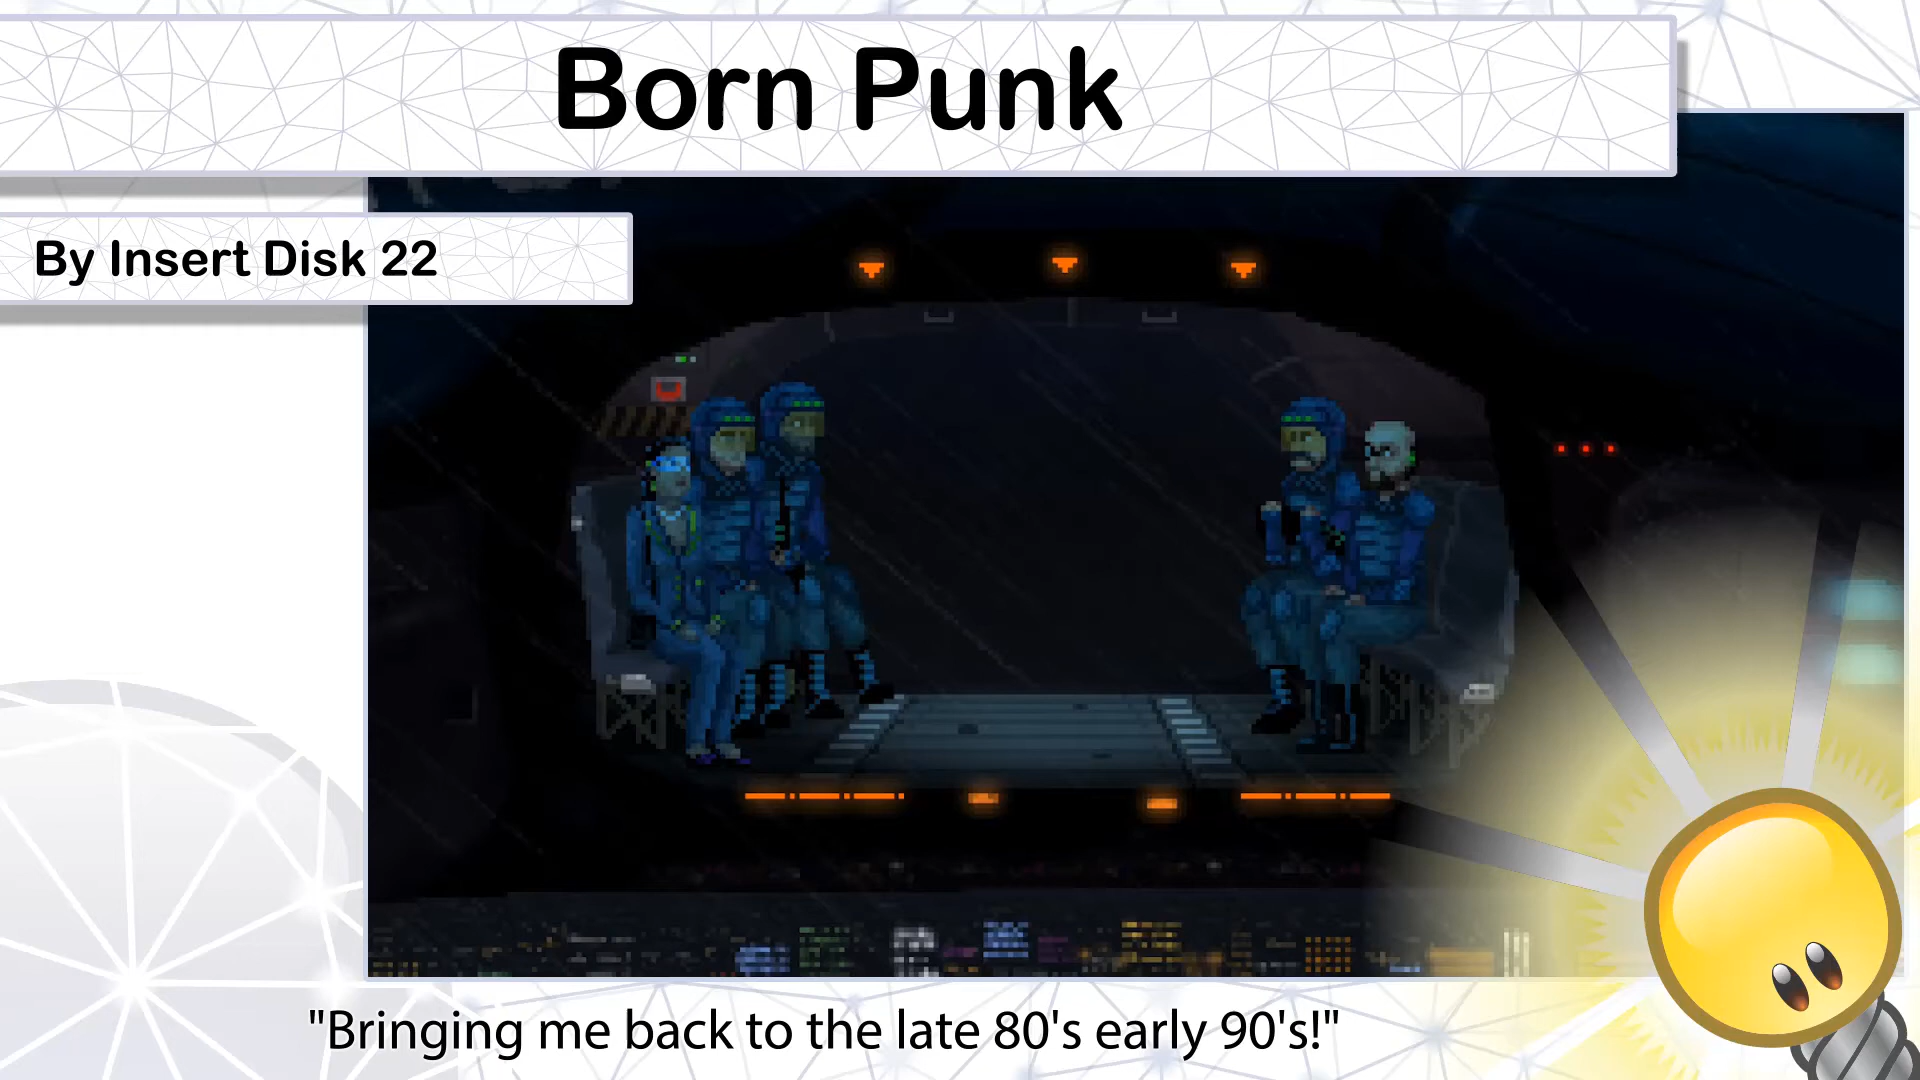 Born Punk
By Insert Disk 22
"Bringing me back to the late 80's early 90's!"